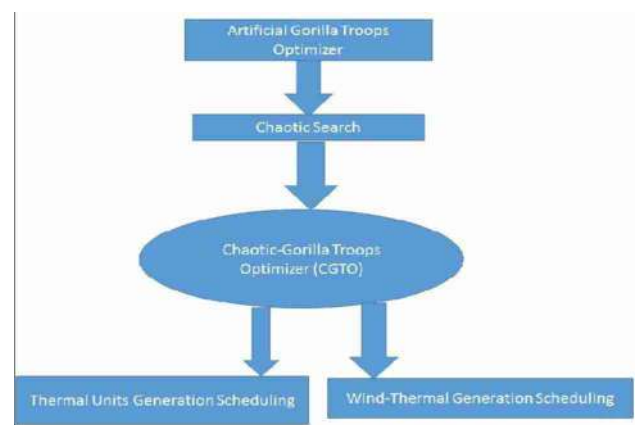 Artificial Gorilla Troops
Optimizer
Chaotic Search
Chaotic-Gorilla Troops
Optimizer (CGTO)
Thermal Units Generation Scheduling
Wind-Thermal Generation Scheduling